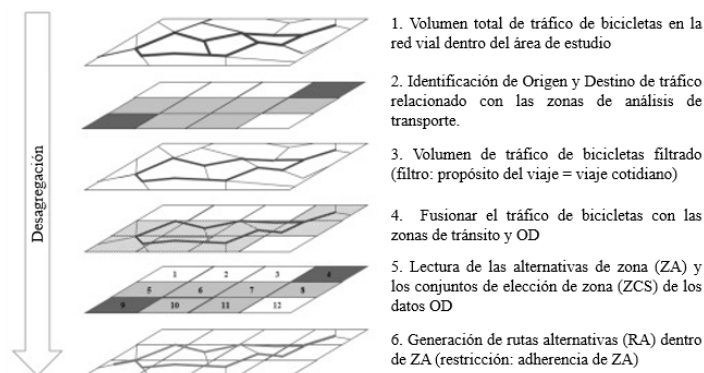 Desagregación
1. Volumen total de tráfico de bicicletas en la
red vial dentro del área de estudio
2. Identificación de Origen y Destino de tráfico
relacionado con las zonas de análisis de
transporte.
3. Volumen de tráfico de bicicletas filtrado
(filtro: propósito del viaje = viaje cotidiano)
4. Fusionar el tráfico de bicicletas con las
zonas de tránsito y OD
5. Lectura de las alternativas de zona (ZA) y
los conjuntos de elección de zona (ZCS) de los
datos OD
1 2 3 4
5 6 7 8
9 10 11 12
6. Generación de rutas alternativas (RA) dentro
de ZA (restricción: adherencia de ZA)